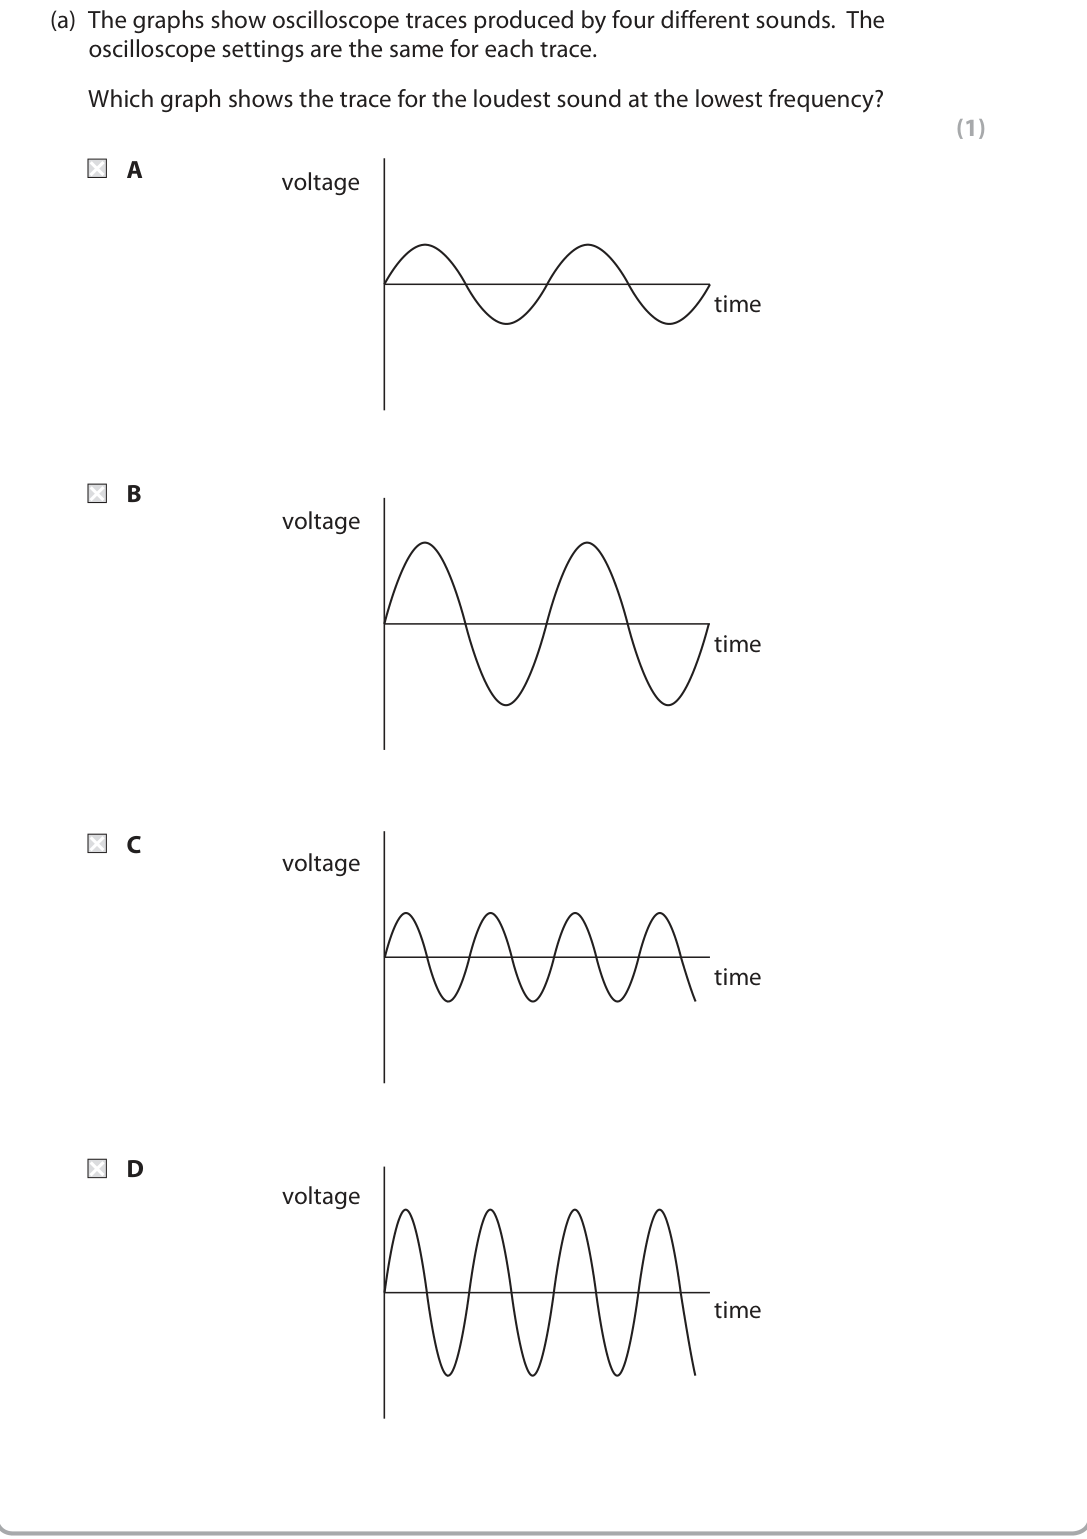 (a) The graphs show oscilloscope traces produced by four different sounds. The
oscilloscope settings are the same for each trace.
Which graph shows the trace for the loudest sound at the lowest frequency?
(1)
A
voltage
time
B
voltage
time
C
voltage
time
D
voltage
time